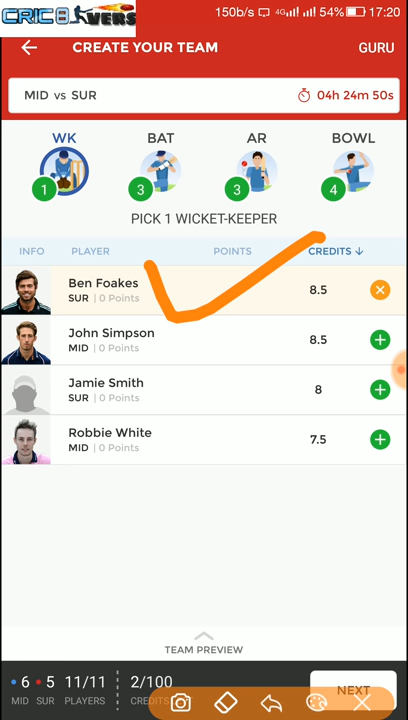 CRIC8 VERS
150b/s 4G 54% 17:20
CREATE YOUR TEAM GURU
MID vs SUR 04h 24m 50s
WK BAT AR BOWL
1 3 3 4
PICK 1 WICKET-KEEPER
INFO PLAYER POINTS CREDITS ↓
Ben Foakes
SUR | 0 Points 8.5
John Simpson
MID | 0 Points 8.5
Jamie Smith
SUR | 0 Points 8
Robbie White
MID | 0 Points 7.5
TEAM PREVIEW
6 5 11/11 2/100 NEXT
MID SUR PLAYERS